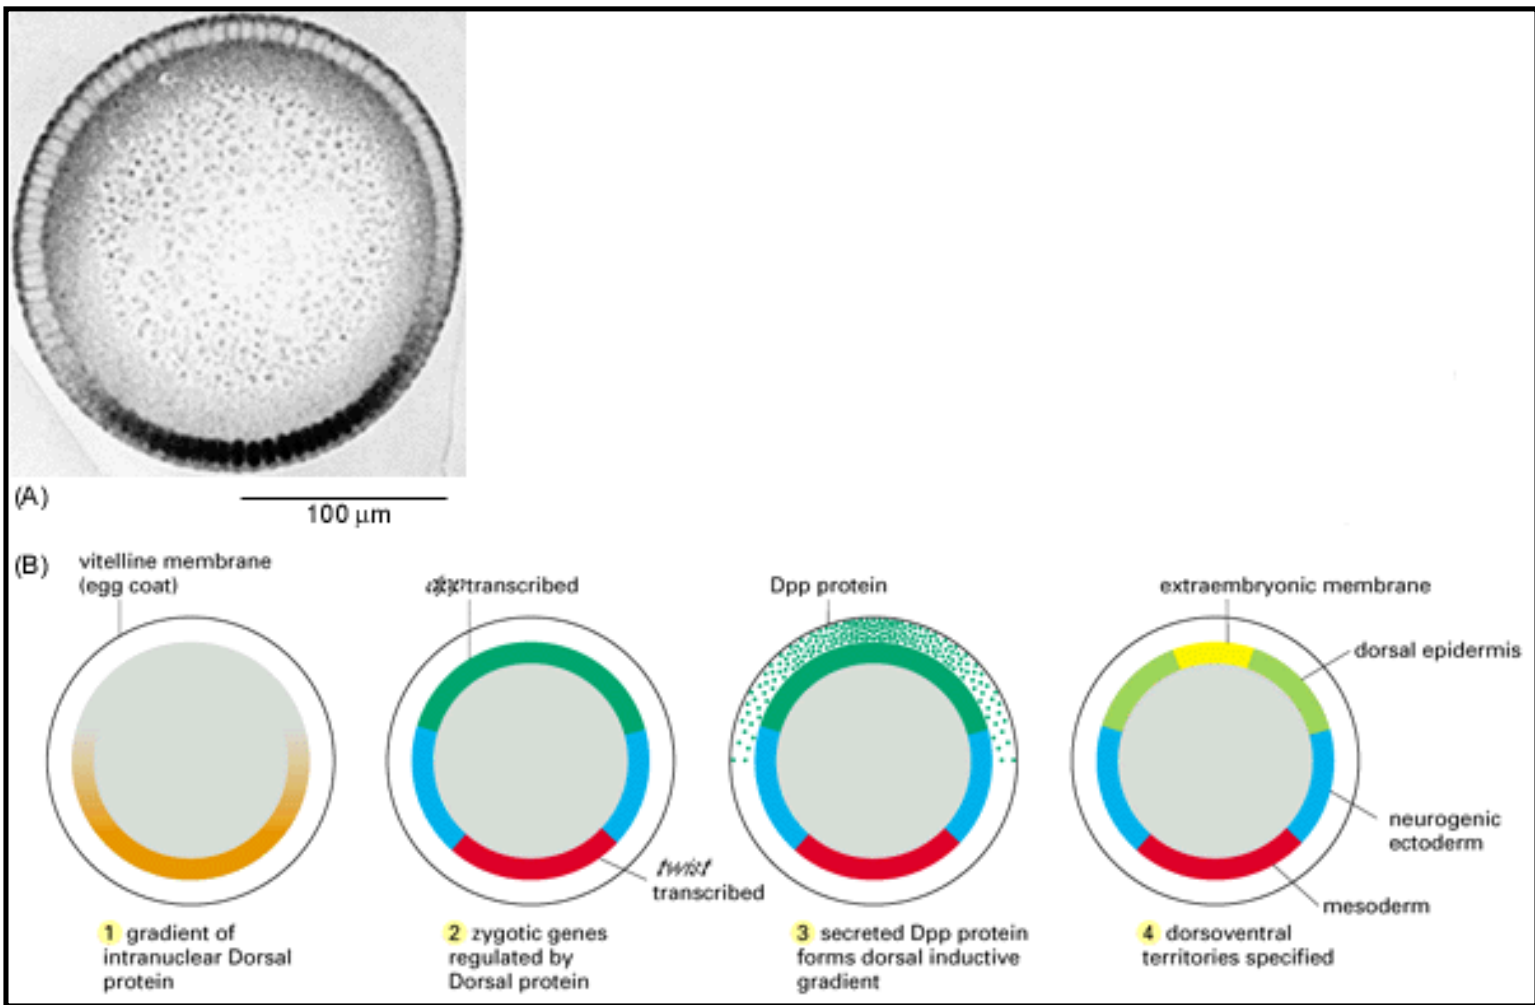 (A)
100 μm
(B)
vitelline membrane
(egg coat)
dpp transcribed
Dpp protein
extraembryonic membrane
dorsal epidermis
neurogenic
ectoderm
mesoderm
twist
transcribed
1 gradient of
intranuclear Dorsal
protein
2 zygotic genes
regulated by
Dorsal protein
3 secreted Dpp protein
forms dorsal inductive
gradient
4 dorsoventral
territories specified